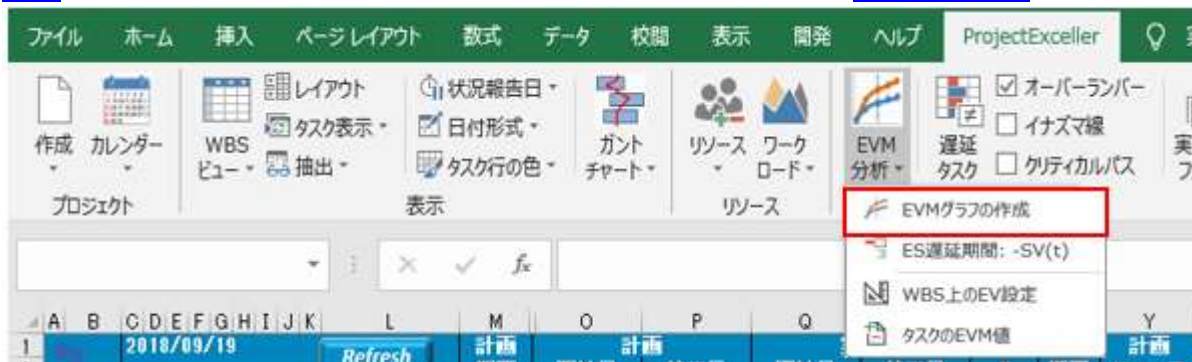 ファイル ホーム 挿入 ページ レイアウト 数式 データ 校閲 表示 開発 ヘルプ ProjectExceller
作成 カレンダー WBS ビュー レイアウト タスク表示 抽出 状況報告日 日付形式 タスク行の色 ガント チャート リソース ワーク ロード EVM 分析 遅延 タスク オーバーランバー イナズマ線 クリティカルパス
プロジェクト 表示 リソース
EVMグラフの作成
ES遅延期間: -SV(t)
WBS上のEV設定
タスクのEVM値
fx
A B C D E F G H I J K L M O P Q Y
1 2018/09/19 Refresh 計画 計画 計画